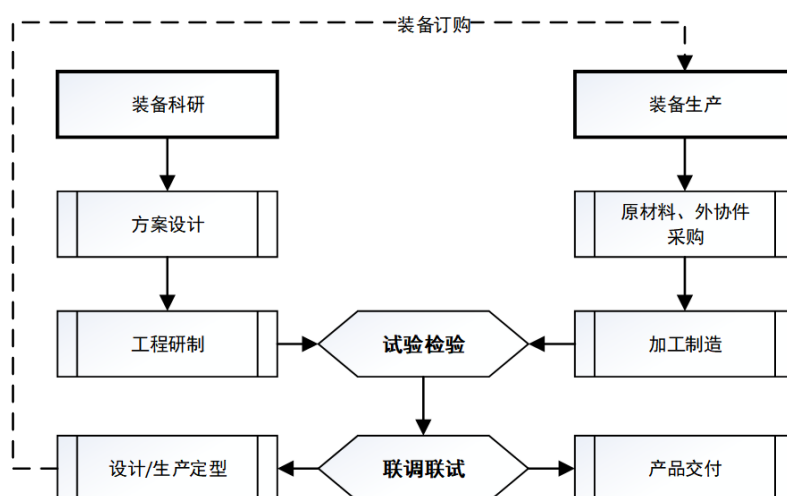 装备订购
装备科研
装备生产
方案设计
原材料、外协件
采购
工程研制
试验检验
加工制造
设计/生产定型
联调联试
产品交付